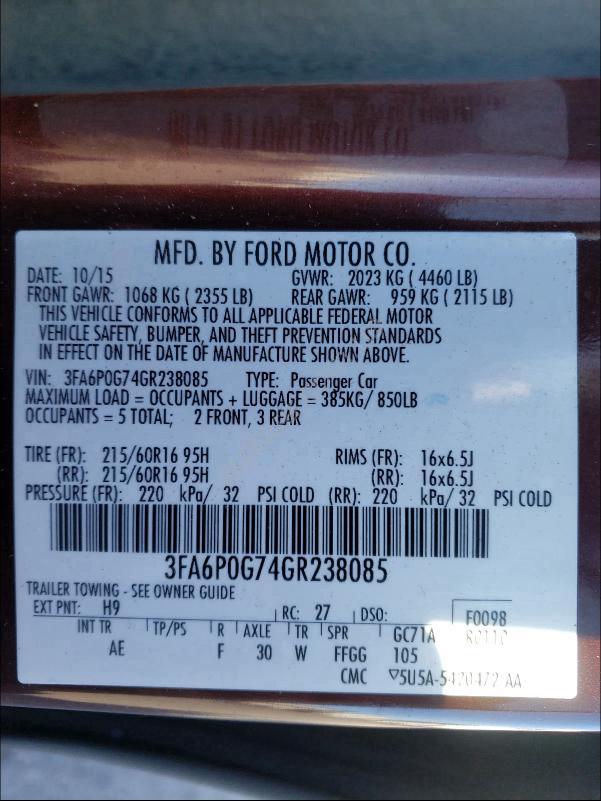 MFD. BY FORD MOTOR CO.
DATE: 10/15 GVWR: 2023 KG ( 4460 LB)
FRONT GAWR: 1068 KG ( 2355 LB) REAR GAWR: 959 KG ( 2115 LB)
THIS VEHICLE CONFORMS TO ALL APPLICABLE FEDERAL MOTOR
VEHICLE SAFETY, BUMPER, AND THEFT PREVENTION STANDARDS
IN EFFECT ON THE DATE OF MANUFACTURE SHOWN ABOVE.
VIN: 3FA6P0G74GR238085 TYPE: Passenger Car
MAXIMUM LOAD = OCCUPANTS + LUGGAGE = 385KG/ 850LB
OCCUPANTS = 5 TOTAL; 2 FRONT, 3 REAR
TIRE (FR): 215/60R16 95H RIMS (FR): 16x6.5J
(RR): 215/60R16 95H (RR): 16x6.5J
PRESSURE (FR): 220 kPa/ 32 PSI COLD (RR): 220 kPa/ 32 PSI COLD
3FA6P0G74GR238085
TRAILER TOWING - SEE OWNER GUIDE
EXT PNT: H9 RC: 27 DSO: F0098
INT TR TP/PS R AXLE TR SPR GC71A
AE F 30 W FFGG 105
CMC